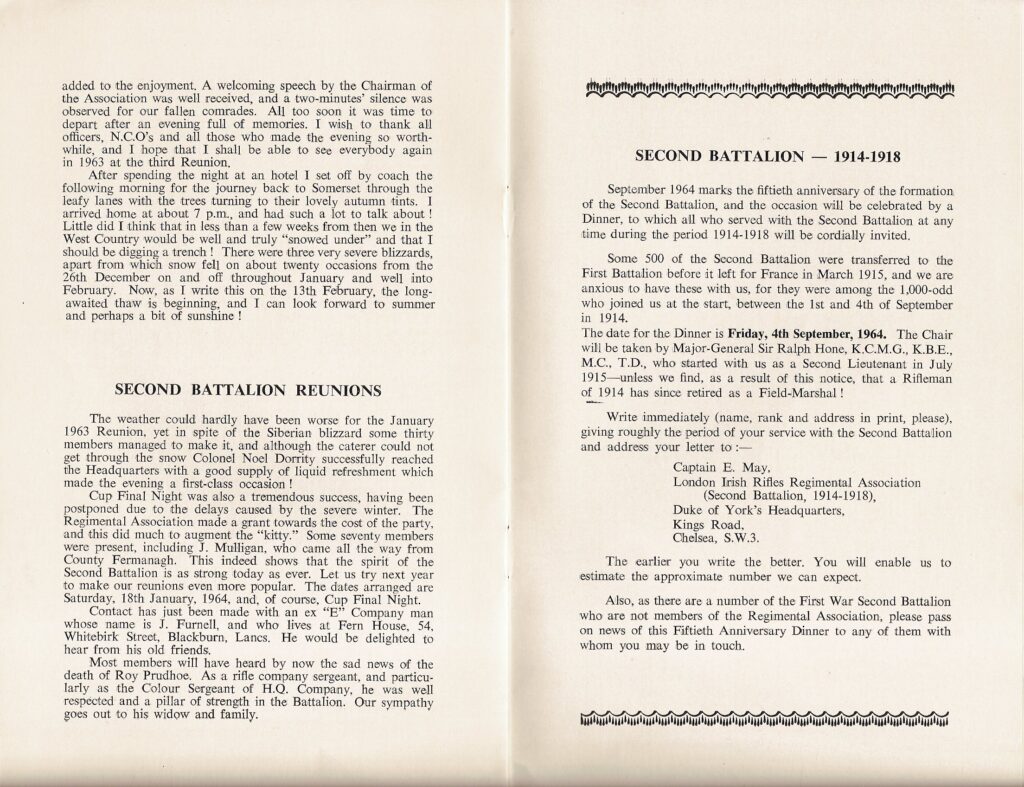 added to the enjoyment. A welcoming speech by the Chairman of
the Association was well received, and a two-minutes' silence was
observed for our fallen comrades. All too soon it was time to
depart after an evening full of memories. I wish to thank all
officers, N.C.O's and all those who made the evening so worth-
while, and I hope that I shall be able to see everybody again
in 1963 at the third Reunion.
After spending the night at an hotel I set off by coach the
following morning for the journey back to Somerset through the
leafy lanes with the trees turning to their lovely autumn tints. I
arrived home at about 7 p.m., and had such a lot to talk about !
Little did I think that in less than a few weeks from then we in the
West Country would be well and truly "snowed under" and that I
should be digging a trench ! There were three very severe blizzards,
apart from which snow fell on about twenty occasions from the
26th December on and off throughout January and well into
February. Now, as I write this on the 13th February, the long-
awaited thaw is beginning, and I can look forward to summer
and perhaps a bit of sunshine !
SECOND BATTALION REUNIONS
The weather could hardly have been worse for the January
1963 Reunion, yet in spite of the Siberian blizzard some thirty
members managed to make it, and although the caterer could not
get through the snow Colonel Noel Dorrity successfully reached
the Headquarters with a good supply of liquid refreshment which
made the evening a first-class occasion !
Cup Final Night was also a tremendous success, having been
postponed due to the delays caused by the severe winter. The
Regimental Association made a grant towards the cost of the party,
and this did much to augment the "kitty." Some seventy members
were present, including J. Mulligan, who came all the way from
County Fermanagh. This indeed shows that the spirit of the
Second Battalion is as strong today as ever. Let us try next year
to make our reunions even more popular. The dates arranged are
Saturday, 18th January, 1964, and, of course, Cup Final Night.
Contact has just been made with an ex "E" Company man
whose name is J. Furnell, and who lives at Fern House, 54,
Whitebirk Street, Blackburn, Lancs. He would be delighted to
hear from his old friends.
Most members will have heard by now the sad news of the
death of Roy Prudhoe. As a rifle company sergeant, and particu-
larly as the Colour Sergeant of H.Q. Company, he was well
respected and a pillar of strength in the Battalion. Our sympathy
goes out to his widow and family.
SECOND BATTALION — 1914-1918
September 1964 marks the fiftieth anniversary of the formation
of the Second Battalion, and the occasion will be celebrated by a
Dinner, to which all who served with the Second Battalion at any
time during the period 1914-1918 will be cordially invited.
Some 500 of the Second Battalion were transferred to the
First Battalion before it left for France in March 1915, and we are
anxious to have these with us, for they were among the 1,000-odd
who joined us at the start, between the 1st and 4th of September
in 1914.
The date for the Dinner is Friday, 4th September, 1964. The Chair
will be taken by Major-General Sir Ralph Hone, K.C.M.G., K.B.E.,
M.C., T.D., who started with us as a Second Lieutenant in July
1915—unless we find, as a result of this notice, that a Rifleman
of 1914 has since retired as a Field-Marshal !
Write immediately (name, rank and address in print, please),
giving roughly the period of your service with the Second Battalion
and address your letter to :—
Captain E. May,
London Irish Rifles Regimental Association
(Second Battalion, 1914-1918),
Duke of York's Headquarters,
Kings Road,
Chelsea, S.W.3.
The earlier you write the better. You will enable us to
estimate the approximate number we can expect.
Also, as there are a number of the First War Second Battalion
who are not members of the Regimental Association, please pass
on news of this Fiftieth Anniversary Dinner to any of them with
whom you may be in touch.